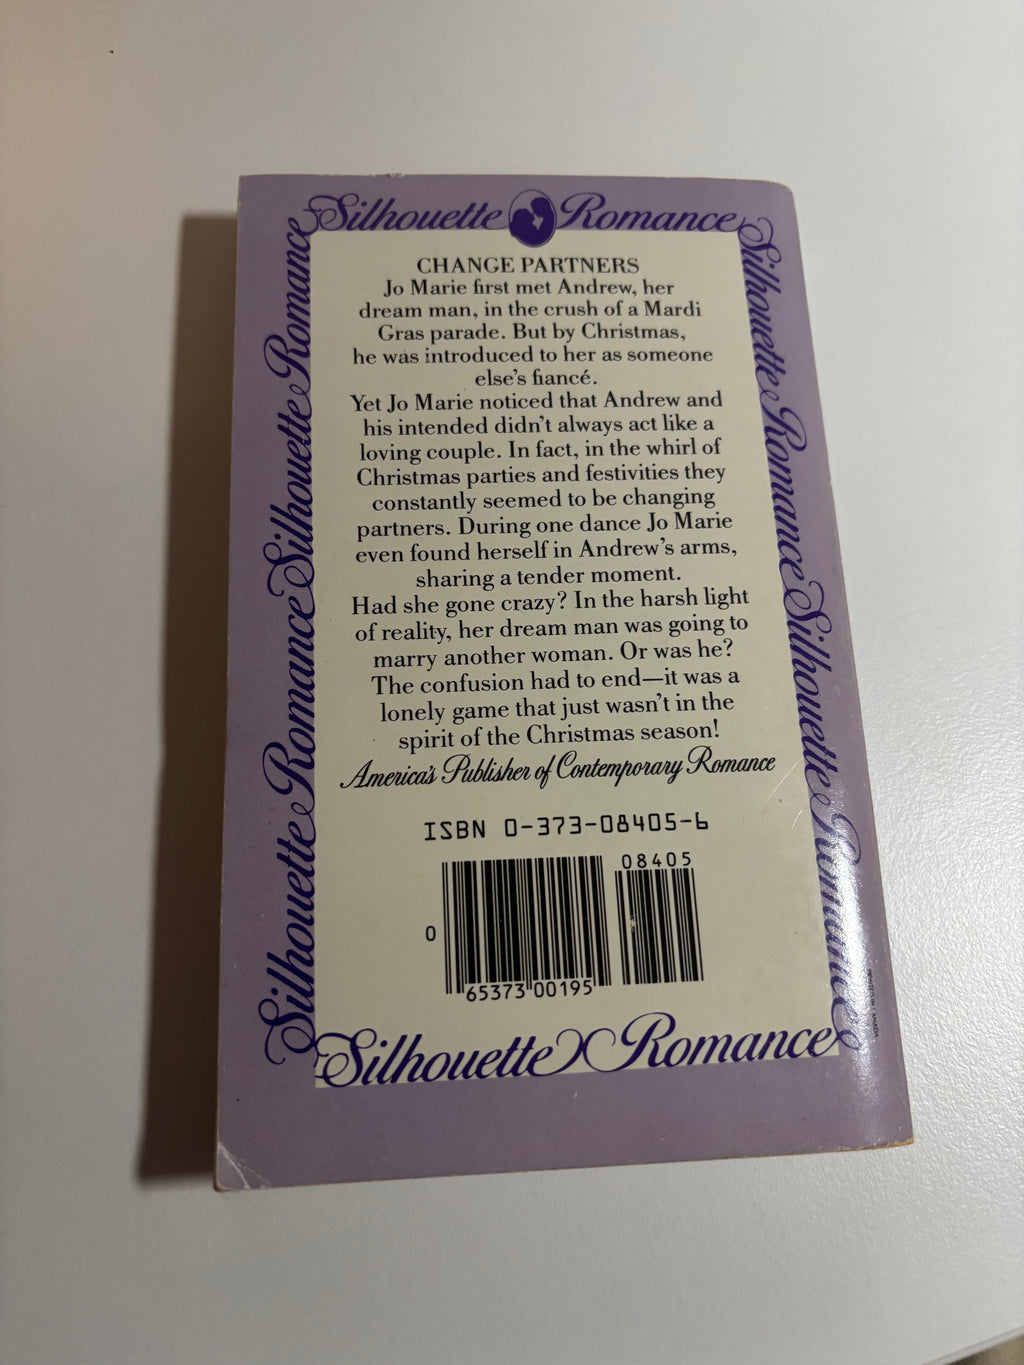 Silhouette Romance
CHANGE PARTNERS
Jo Marie first met Andrew, her
dream man, in the crush of a Mardi
Gras parade. But by Christmas,
he was introduced to her as someone
else's fiancé.
Yet Jo Marie noticed that Andrew and
his intended didn't always act like a
loving couple. In fact, in the whirl of
Christmas parties and festivities they
constantly seemed to be changing
partners. During one dance Jo Marie
even found herself in Andrew's arms,
sharing a tender moment.
Had she gone crazy? In the harsh light
of reality, her dream man was going to
marry another woman. Or was he?
The confusion had to end—it was a
lonely game that just wasn't in the
spirit of the Christmas season!
America's Publisher of Contemporary Romance
ISBN 0-373-08405-6
08405
0
65373 00195
Silhouette Romance
Silhouette Romance Silhouette Romance
Silhouette Romance Silhouette Romance